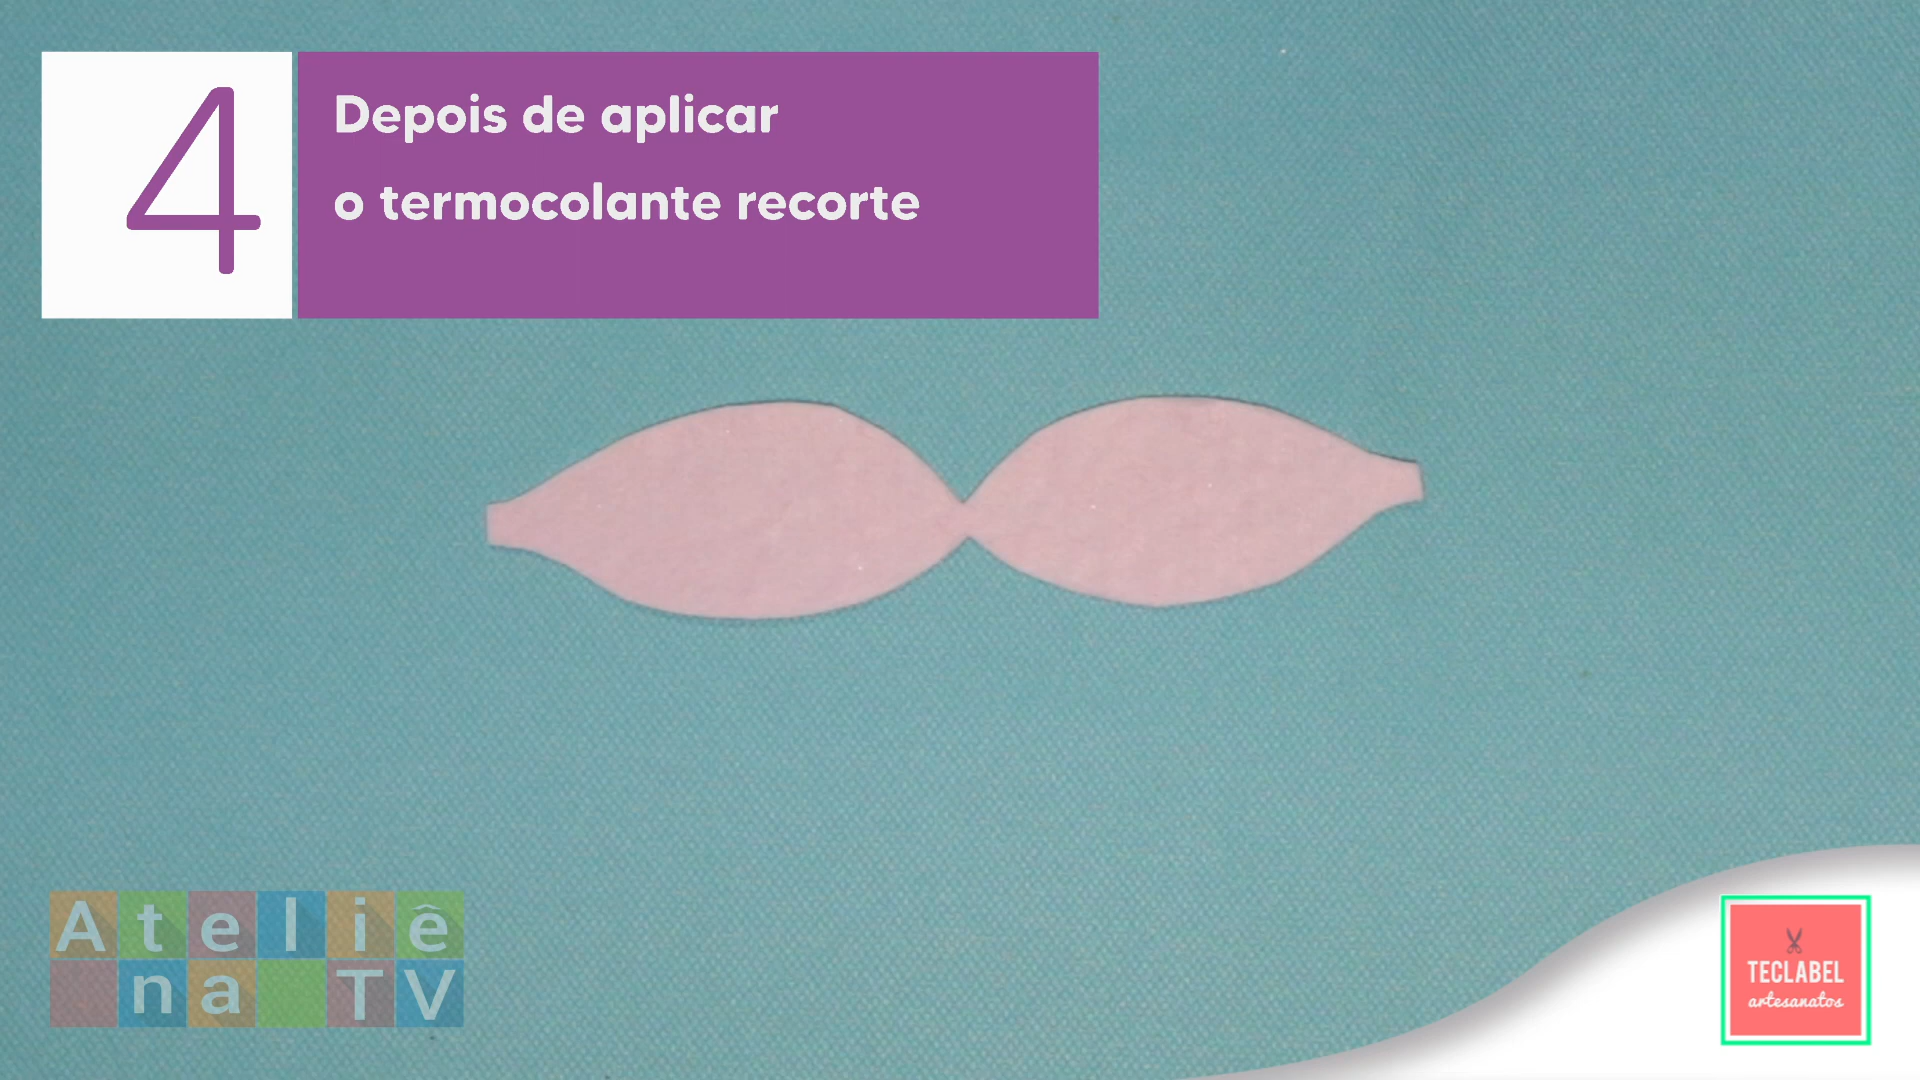 4
Depois de aplicar
o termocolante recorte
Ateliê
na TV
TECLABEL
artesanatos